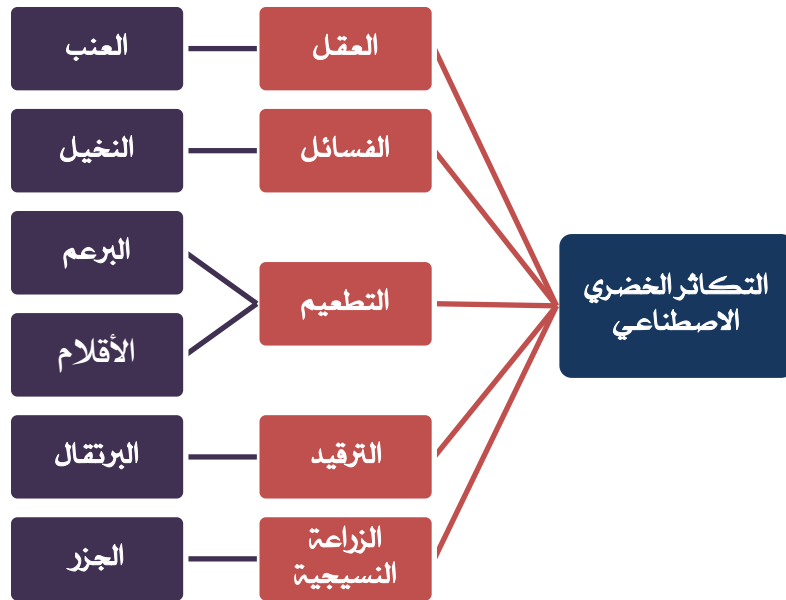 التكاثر الخضري
الاصطناعي
العقل
العنب
الفسائل
النخيل
التطعيم
البرعم
الأقلام
الترقيد
البرتقال
الزراعة
النسيجية
الجزر